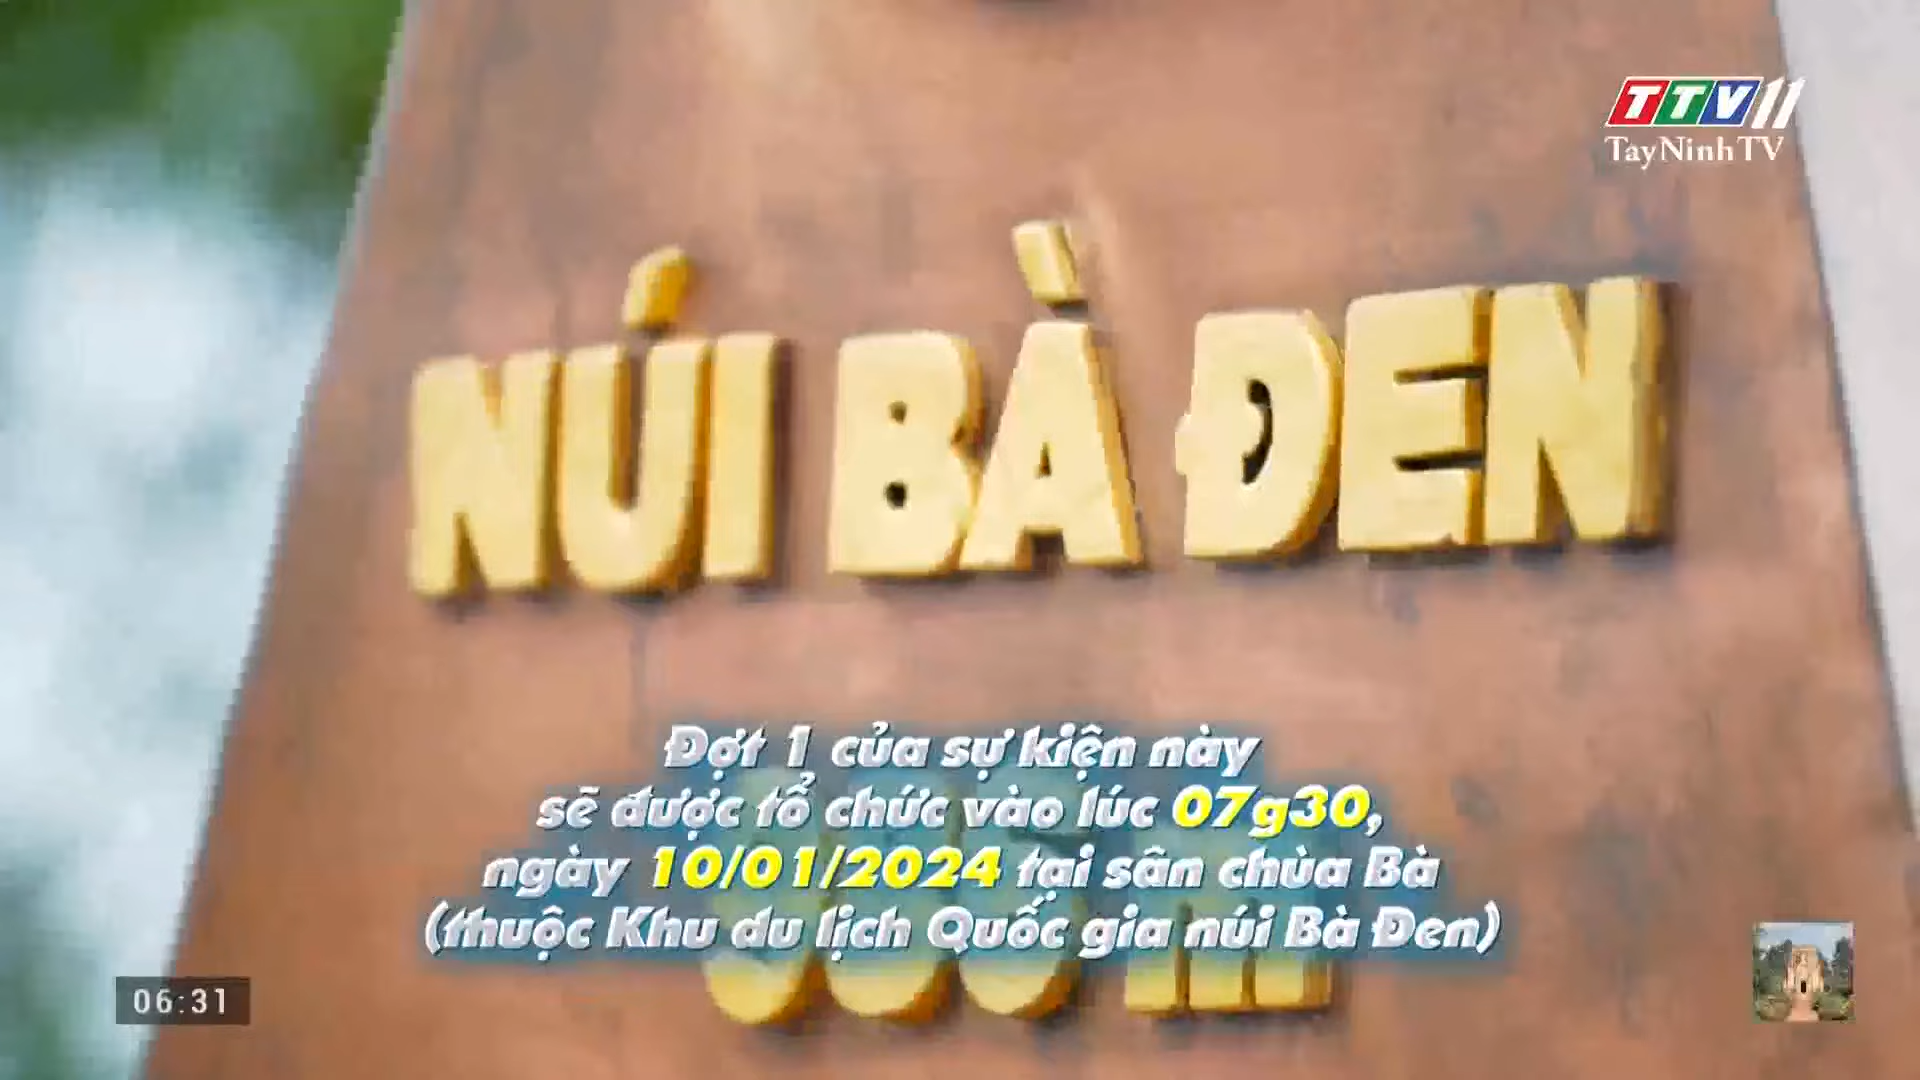 TTV11
TayNinhTV
NÚI BÀ ĐEN
Đợt 1 của sự kiện này
sẽ được tổ chức vào lúc 07g30,
ngày 10/01/2024 tại sân chùa Bà
(thuộc Khu du lịch Quốc gia núi Bà Đen)
06:31